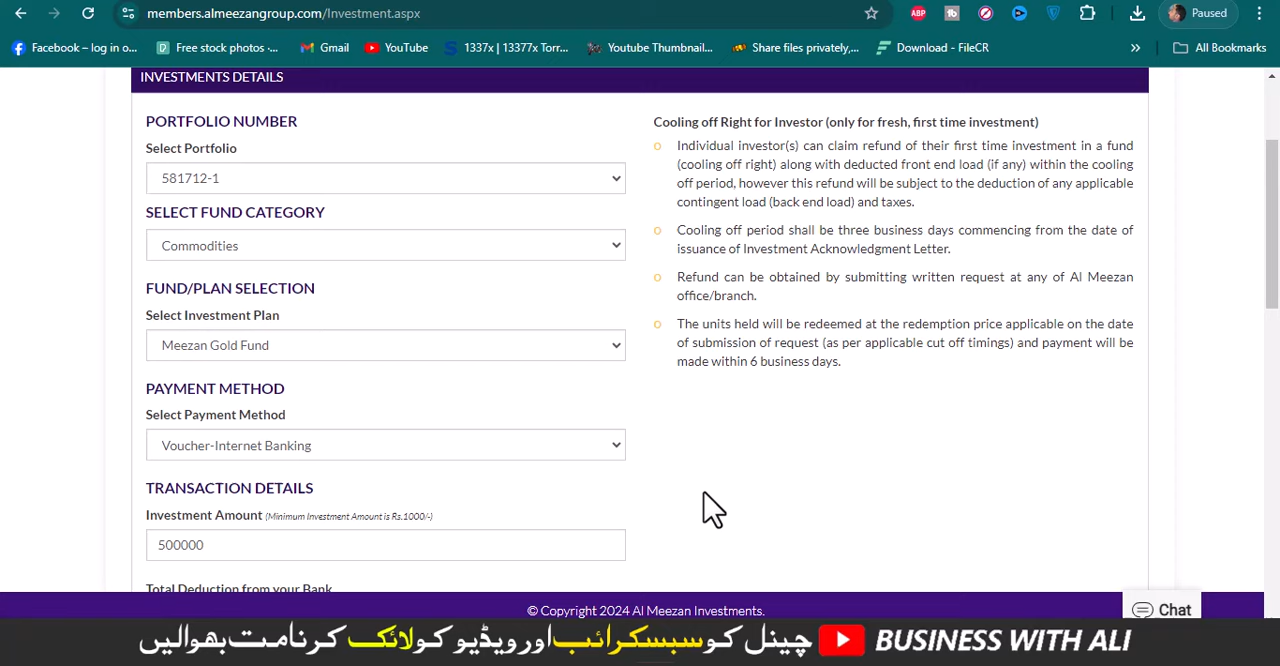 members.almeezangroup.com/Investment.aspx
ABP
Paused
Facebook – log in o...
Free stock photos -...
Gmail
YouTube
1337x | 13377x Torr...
Youtube Thumbnail...
Share files privately,...
Download - FileCR
»
All Bookmarks
INVESTMENTS DETAILS
PORTFOLIO NUMBER
Select Portfolio
581712-1
SELECT FUND CATEGORY
Commodities
FUND/PLAN SELECTION
Select Investment Plan
Meezan Gold Fund
PAYMENT METHOD
Select Payment Method
Voucher-Internet Banking
TRANSACTION DETAILS
Investment Amount (Minimum Investment Amount is Rs.1000/-)
500000
Total Deduction from your Bank
Cooling off Right for Investor (only for fresh, first time investment)
Individual investor(s) can claim refund of their first time investment in a fund
(cooling off right) along with deducted front end load (if any) within the cooling
off period, however this refund will be subject to the deduction of any applicable
contingent load (back end load) and taxes.
Cooling off period shall be three business days commencing from the date of
issuance of Investment Acknowledgment Letter.
Refund can be obtained by submitting written request at any of Al Meezan
office/branch.
The units held will be redeemed at the redemption price applicable on the date
of submission of request (as per applicable cut off timings) and payment will be
made within 6 business days.
© Copyright 2024 Al Meezan Investments.
Chat
چینل کو سبسکرائب اور ویڈیو کو لائک کرنا مت بھوالیں
BUSINESS WITH ALI